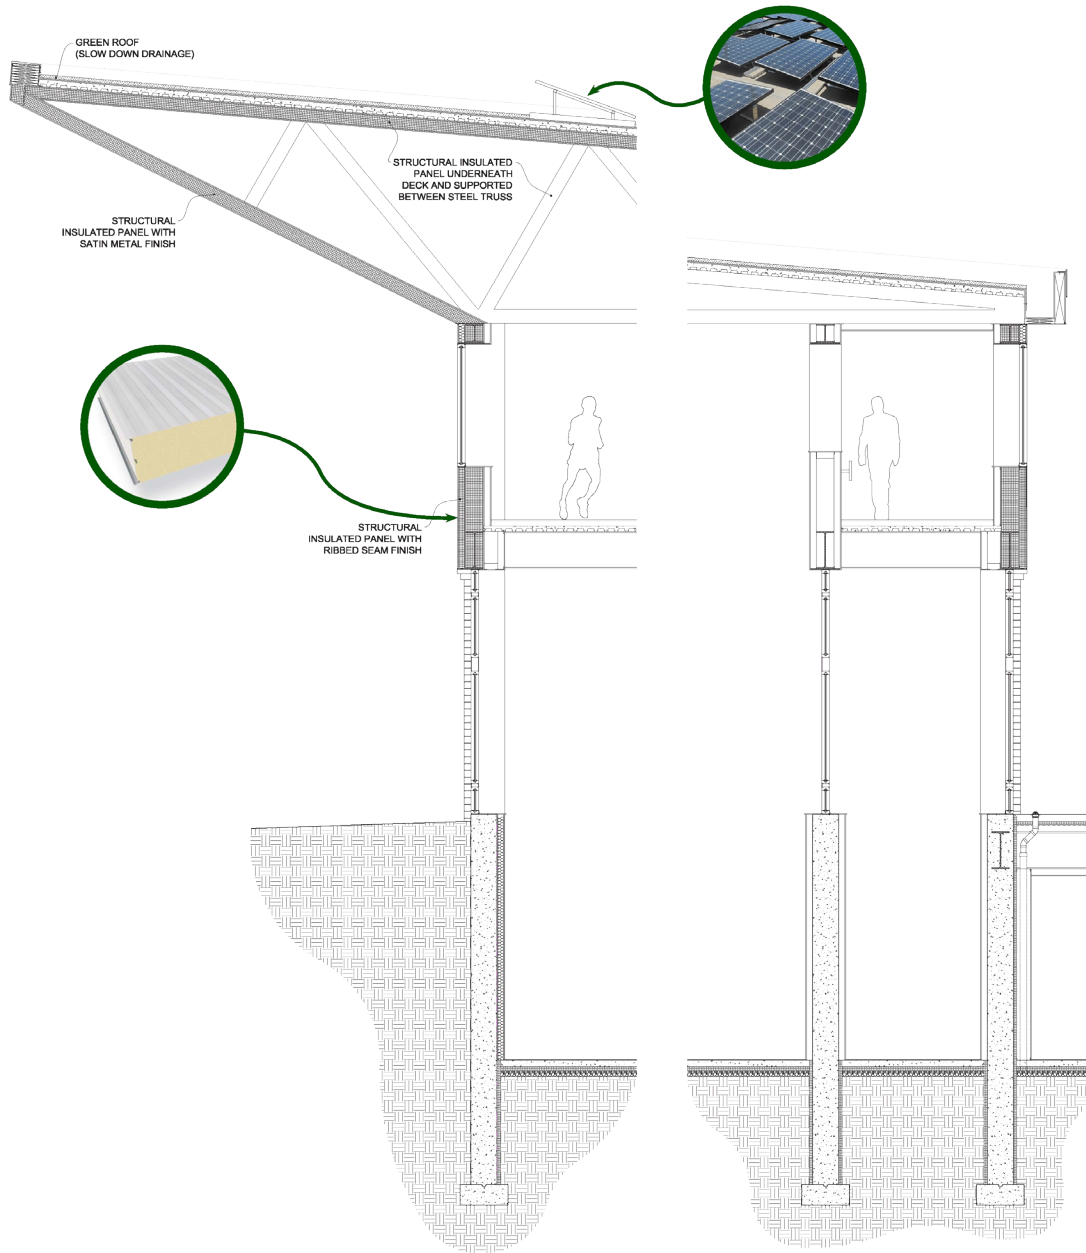 GREEN ROOF
(SLOW DOWN DRAINAGE)
STRUCTURAL INSULATED
PANEL UNDERNEATH
DECK AND SUPPORTED
BETWEEN STEEL TRUSS
STRUCTURAL
INSULATED PANEL WITH
SATIN METAL FINISH
STRUCTURAL
INSULATED PANEL WITH
RIBBED SEAM FINISH